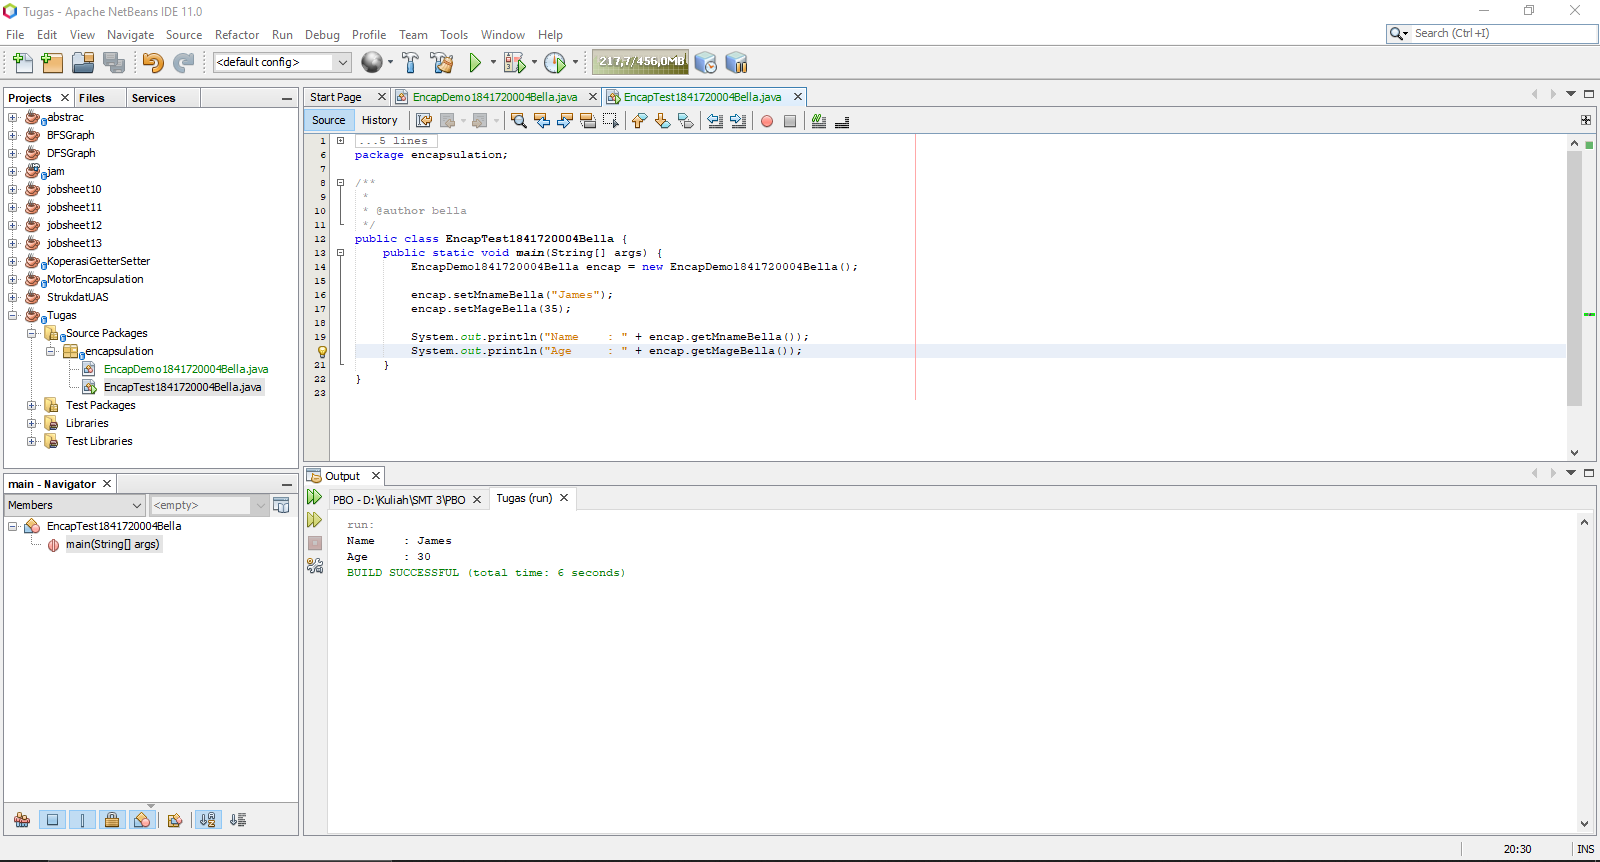 Tugas - Apache NetBeans IDE 11.0
File Edit View Navigate Source Refactor Run Debug Profile Team Tools Window Help
Search (Ctrl+I)
<default config>
217,7/456,0MB
Projects Files Services
abstrac
BFSGraph
DFSGraph
jam
jobsheet10
jobsheet11
jobsheet12
jobsheet13
KoperasiGetterSetter
MotorEncapsulation
StrukdatUAS
Tugas
Source Packages
encapsulation
EncapDemo1841720004Bella.java
EncapTest1841720004Bella.java
Test Packages
Libraries
Test Libraries
Start Page EncapDemo1841720004Bella.java EncapTest1841720004Bella.java
Source History
1 ...5 lines
6 package encapsulation;
7
8 /**
9 *
10 * @author bella
11 */
12 public class EncapTest1841720004Bella {
13 public static void main(String[] args) {
14 EncapDemo1841720004Bella encap = new EncapDemo1841720004Bella();
15
16 encap.setMnameBella("James");
17 encap.setMageBella(35);
18
19 System.out.println("Name    : " + encap.getMnameBella());
System.out.println("Age     : " + encap.getMageBella());
21 }
22 }
23
main - Navigator
Members <empty>
EncapTest1841720004Bella
main(String[] args)
Output
PBO - D:\Kuliah\SMT 3\PBO Tugas (run)
run:
Name    : James
Age     : 30
BUILD SUCCESSFUL (total time: 6 seconds)
20:30 INS